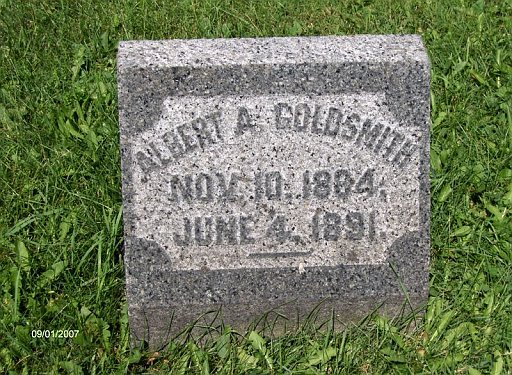 ALBERT A. GOLDSMITH
NOV. 10. 1884.
JUNE 4. 1891.
09/01/2007